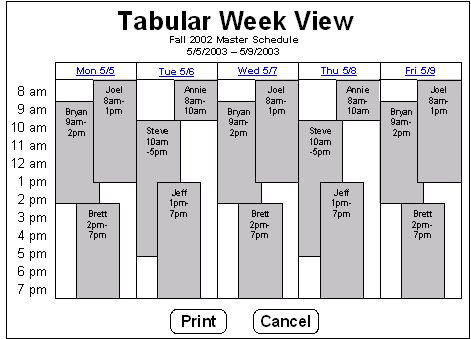 Tabular Week View
Fall 2002 Master Schedule
5/5/2003 – 5/9/2003
Mon 5/5 Tue 5/6 Wed 5/7 Thu 5/8 Fri 5/9
8 am
9 am
10 am
11 am
12 am
1 pm
2 pm
3 pm
4 pm
5 pm
6 pm
7 pm
Bryan
9am-
2pm
Joel
8am-
1pm
Brett
2pm-
7pm
Steve
10am
-5pm
Annie
8am-
10am
Jeff
1pm-
7pm
Bryan
9am-
2pm
Joel
8am-
1pm
Brett
2pm-
7pm
Steve
10am
-5pm
Annie
8am-
10am
Jeff
1pm-
7pm
Bryan
9am-
2pm
Joel
8am-
1pm
Brett
2pm-
7pm
Print Cancel